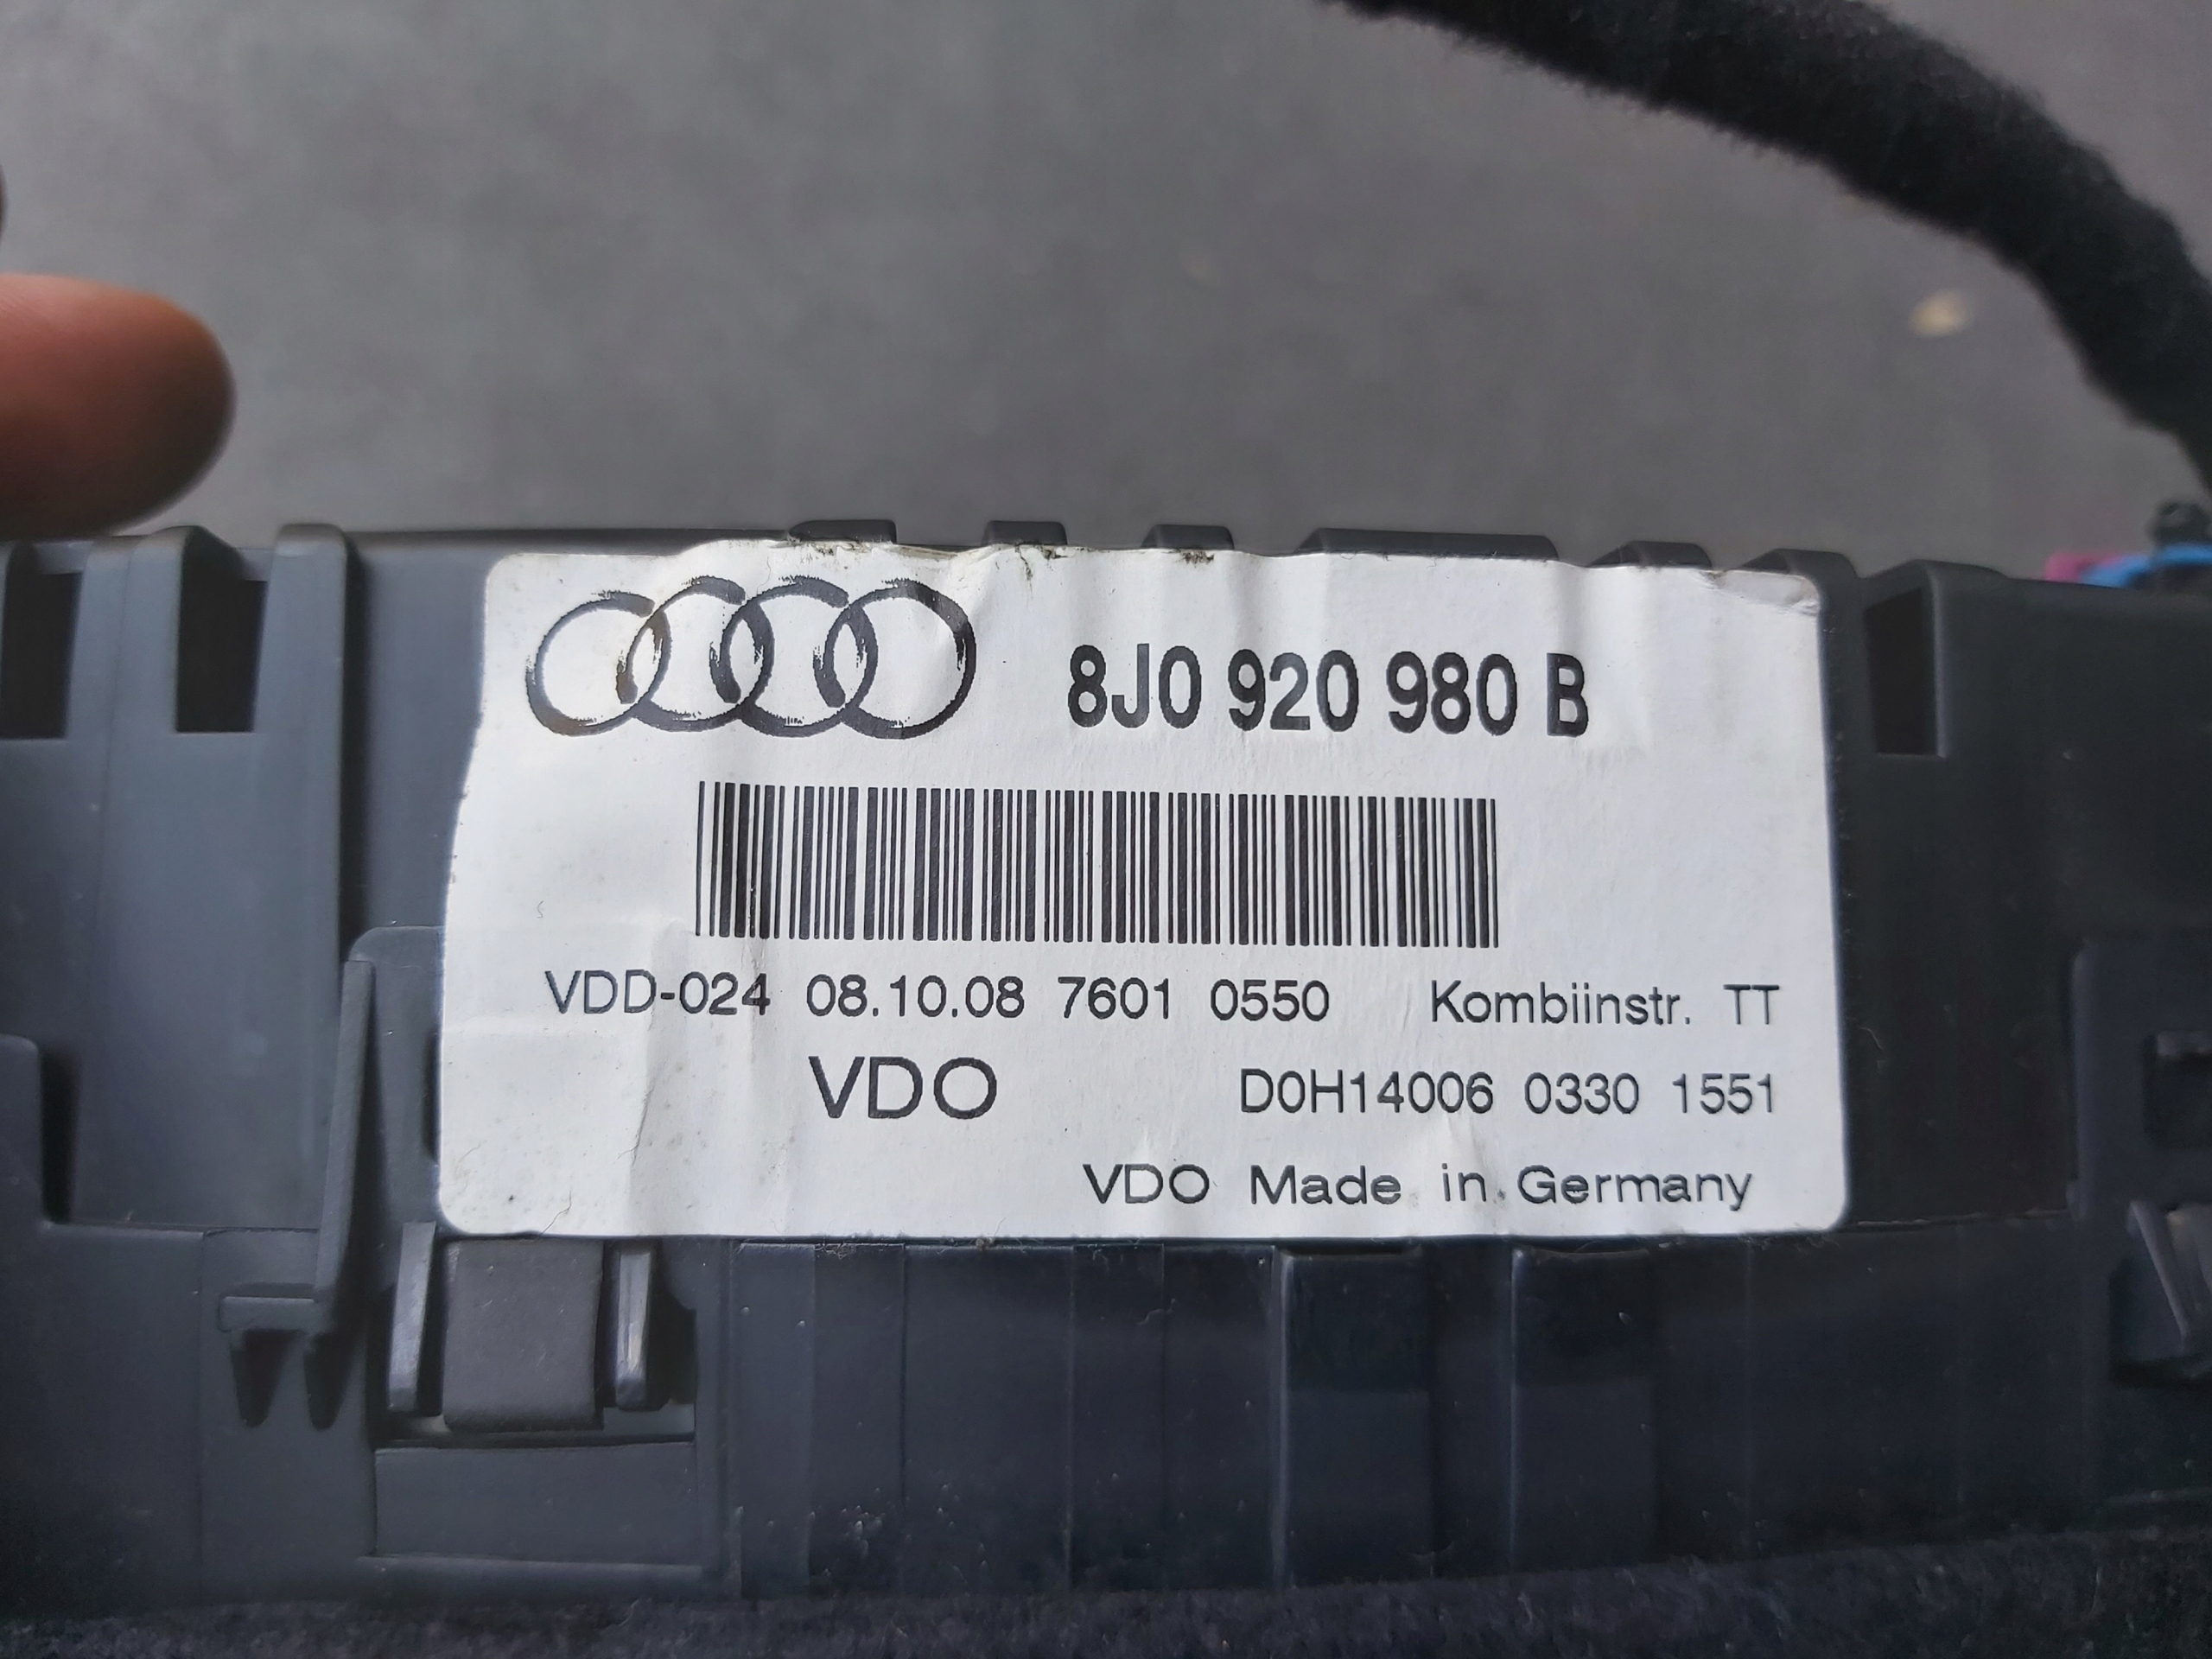 8J0 920 980 B
VDD-024 08.10.08 7601 0550 Kombiinstr. TT
VDO D0H14006 0330 1551
VDO Made in Germany